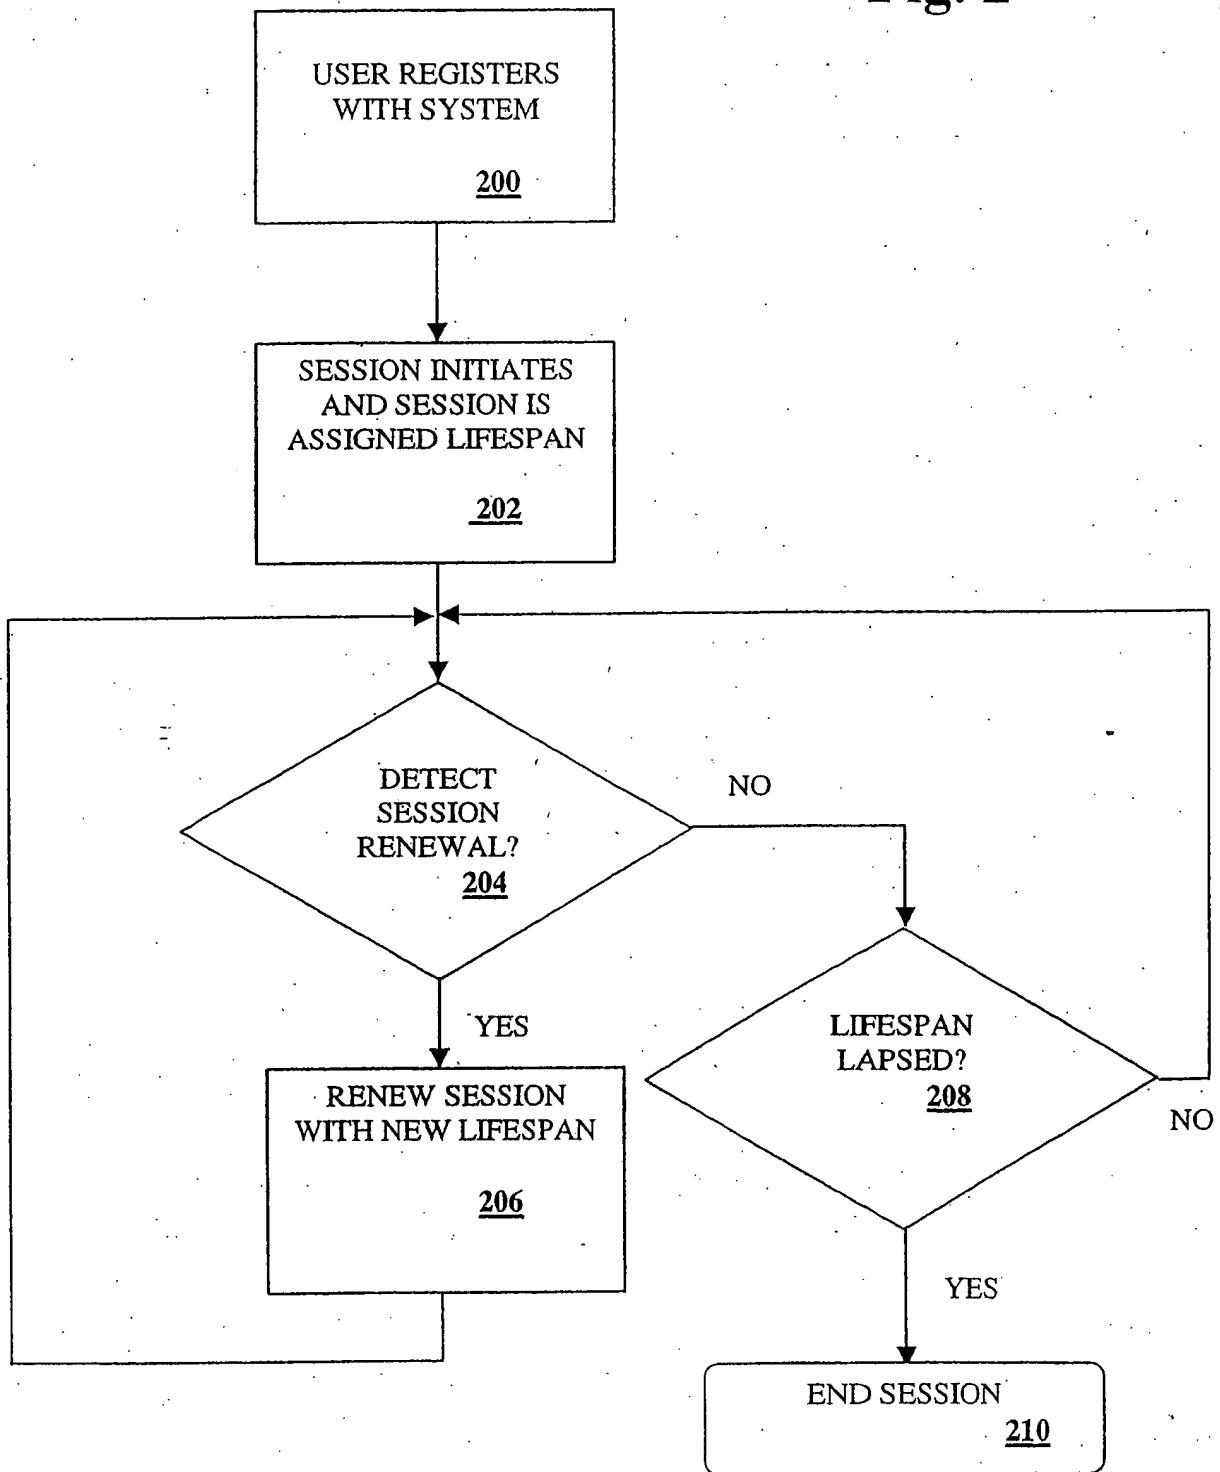 USER REGISTERS
WITH SYSTEM
200
SESSION INITIATES
AND SESSION IS
ASSIGNED LIFESPAN
202
DETECT
SESSION
RENEWAL?
204
NO
YES
RENEW SESSION
WITH NEW LIFESPAN
206
LIFESPAN
LAPSED?
208
NO
YES
END SESSION
210